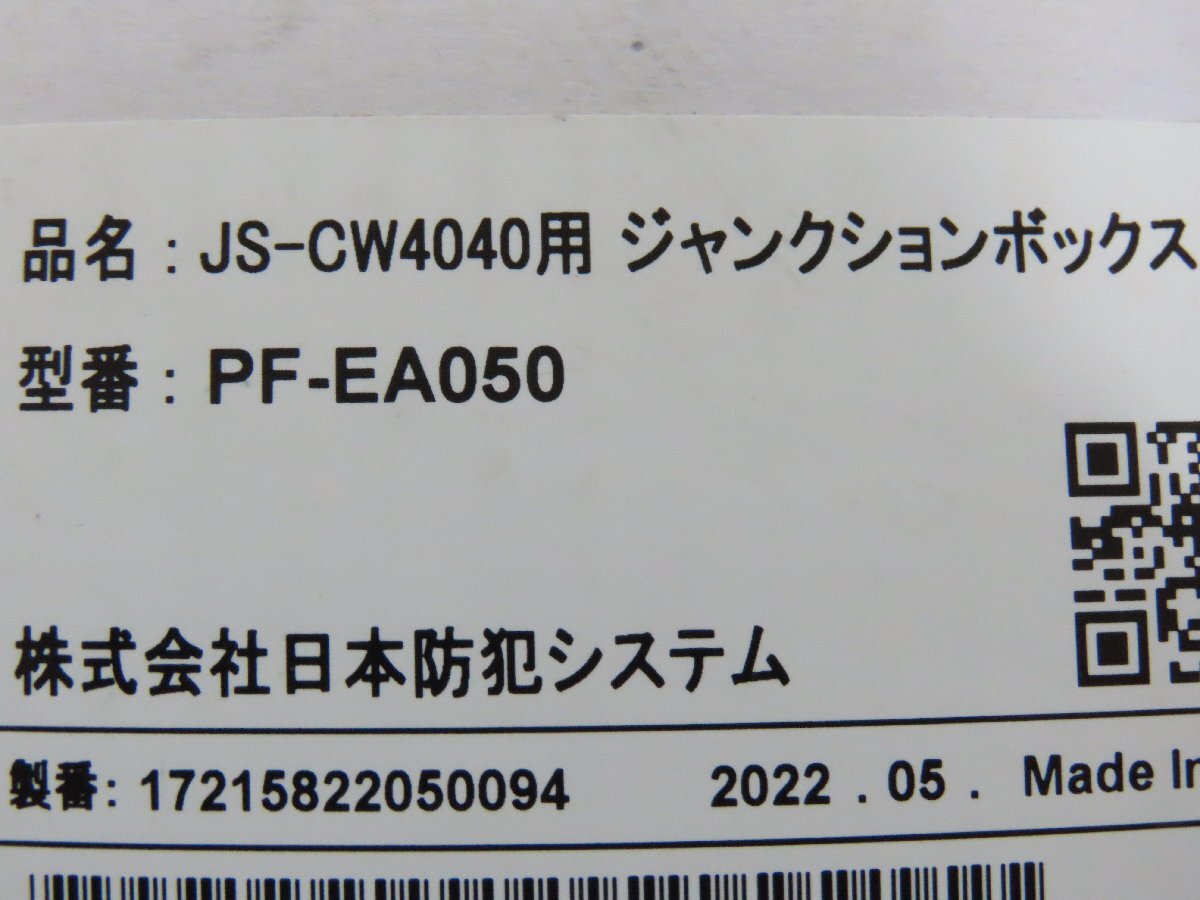 品名 : JS-CW4040用 ジャンクションボックス
型番 : PF-EA050
株式会社日本防犯システム
製番: 17215822050094 2022 . 05 . Made In